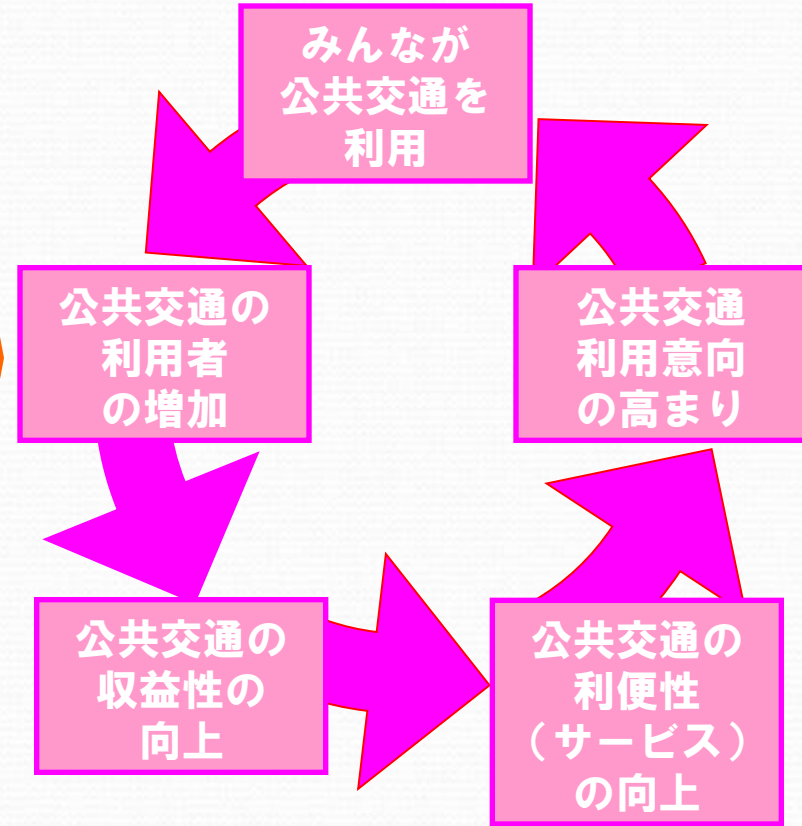 みんなが
公共交通を
利用
公共交通の
利用者
の増加
公共交通の
収益性の
向上
公共交通の
利便性
（サービス）
の向上
公共交通
利用意向
の高まり